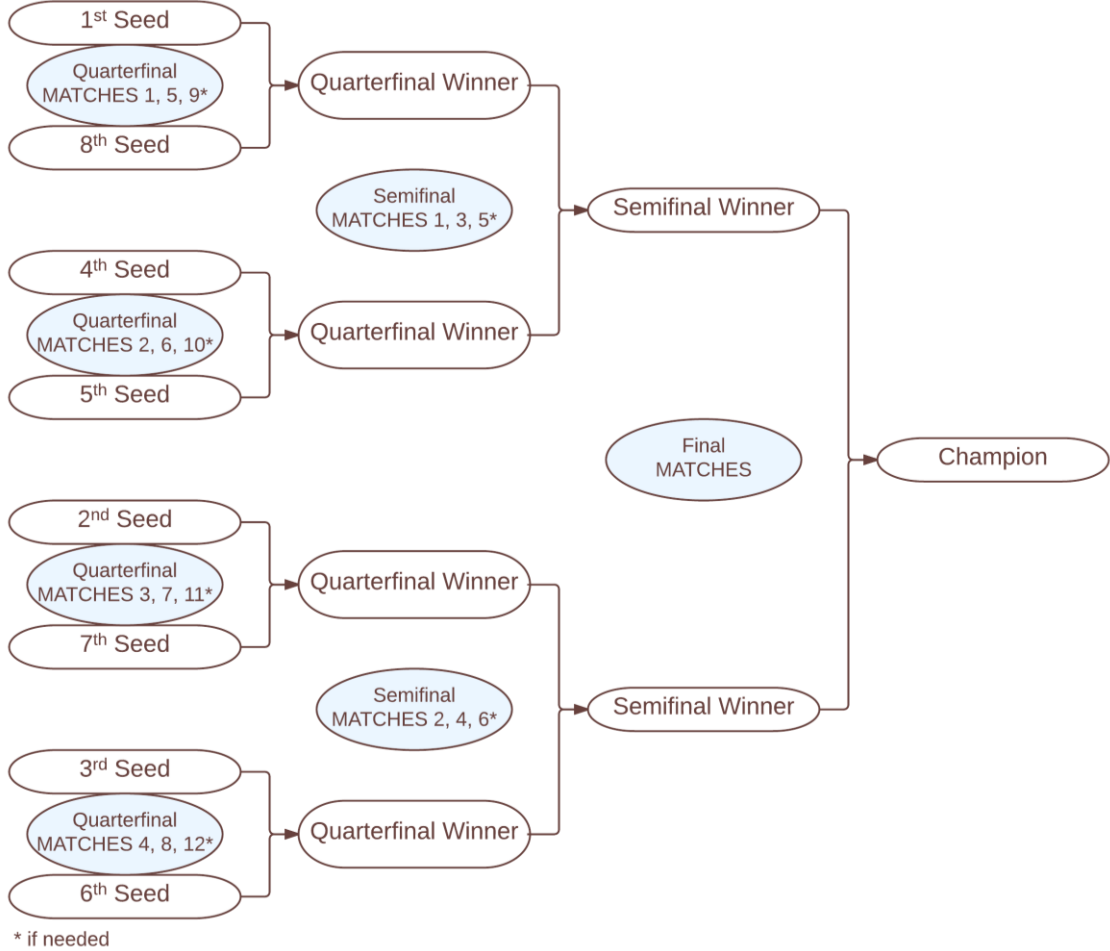 1st Seed
Quarterfinal
MATCHES 1, 5, 9*
8th Seed
Quarterfinal Winner
Semifinal
MATCHES 1, 3, 5*
4th Seed
Quarterfinal
MATCHES 2, 6, 10*
5th Seed
Quarterfinal Winner
Semifinal Winner
Final
MATCHES
Champion
2nd Seed
Quarterfinal
MATCHES 3, 7, 11*
7th Seed
Quarterfinal Winner
Semifinal
MATCHES 2, 4, 6*
Semifinal Winner
3rd Seed
Quarterfinal
MATCHES 4, 8, 12*
6th Seed
Quarterfinal Winner
* if needed